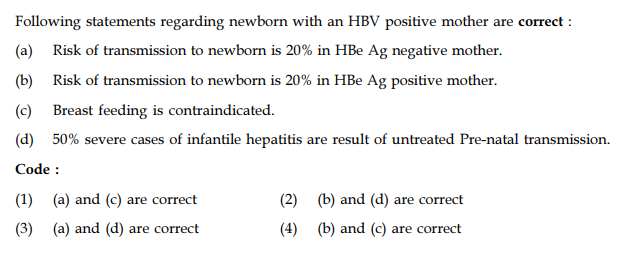 Following statements regarding newborn with an HBV positive mother are correct :
(a) Risk of transmission to newborn is 20% in HBe Ag negative mother.
(b) Risk of transmission to newborn is 20% in HBe Ag positive mother.
(c) Breast feeding is contraindicated.
(d) 50% severe cases of infantile hepatitis are result of untreated Pre-natal transmission.
Code :
(1) (a) and (c) are correct (2) (b) and (d) are correct
(3) (a) and (d) are correct (4) (b) and (c) are correct